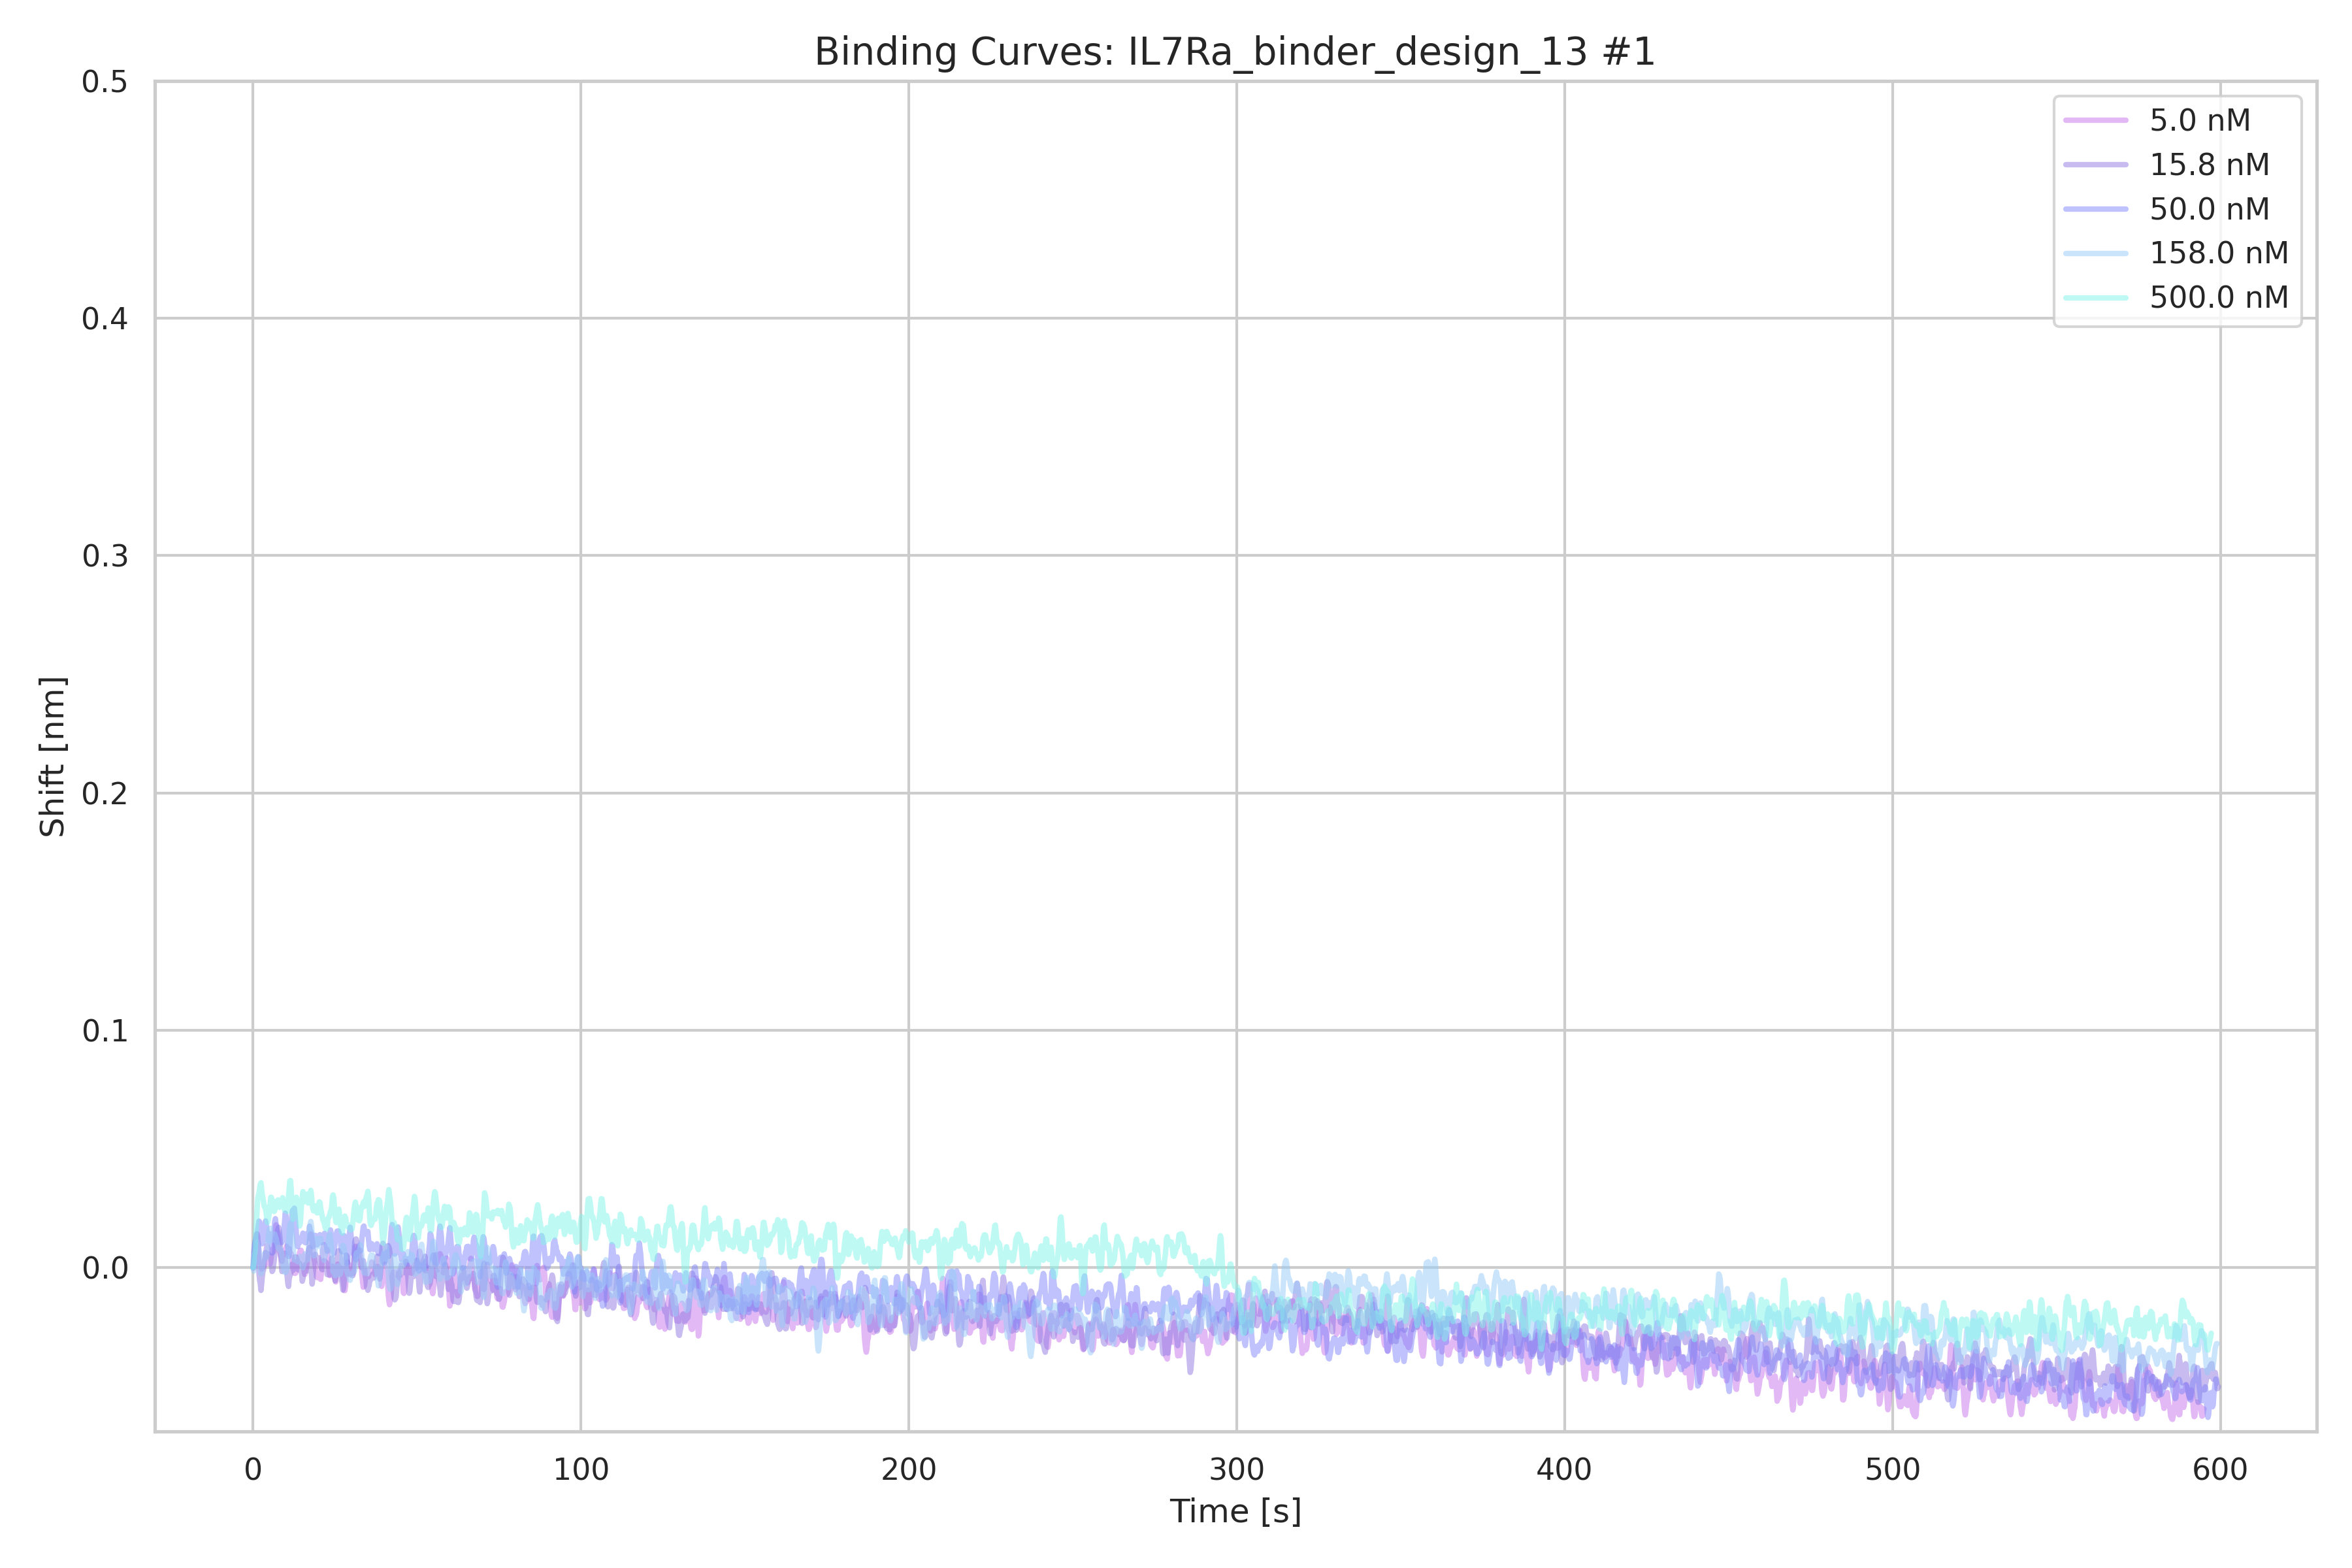 Binding Curves: IL7Ra_binder_design_13 #1
0.5
0.4
0.3
0.2
0.1
0.0
Shift [nm]
5.0 nM
15.8 nM
50.0 nM
158.0 nM
500.0 nM
0 100 200 300 400 500 600
Time [s]